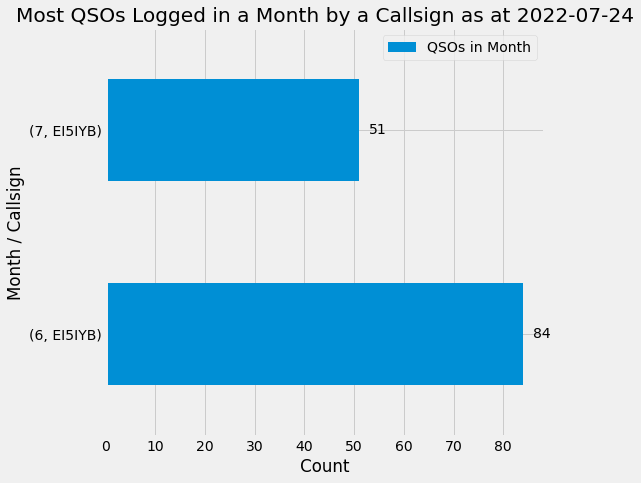 Most QSOs Logged in a Month by a Callsign as at 2022-07-24
QSOs in Month
(7, EI5IYB)
51
Month / Callsign
(6, EI5IYB)
84
0 10 20 30 40 50 60 70 80
Count